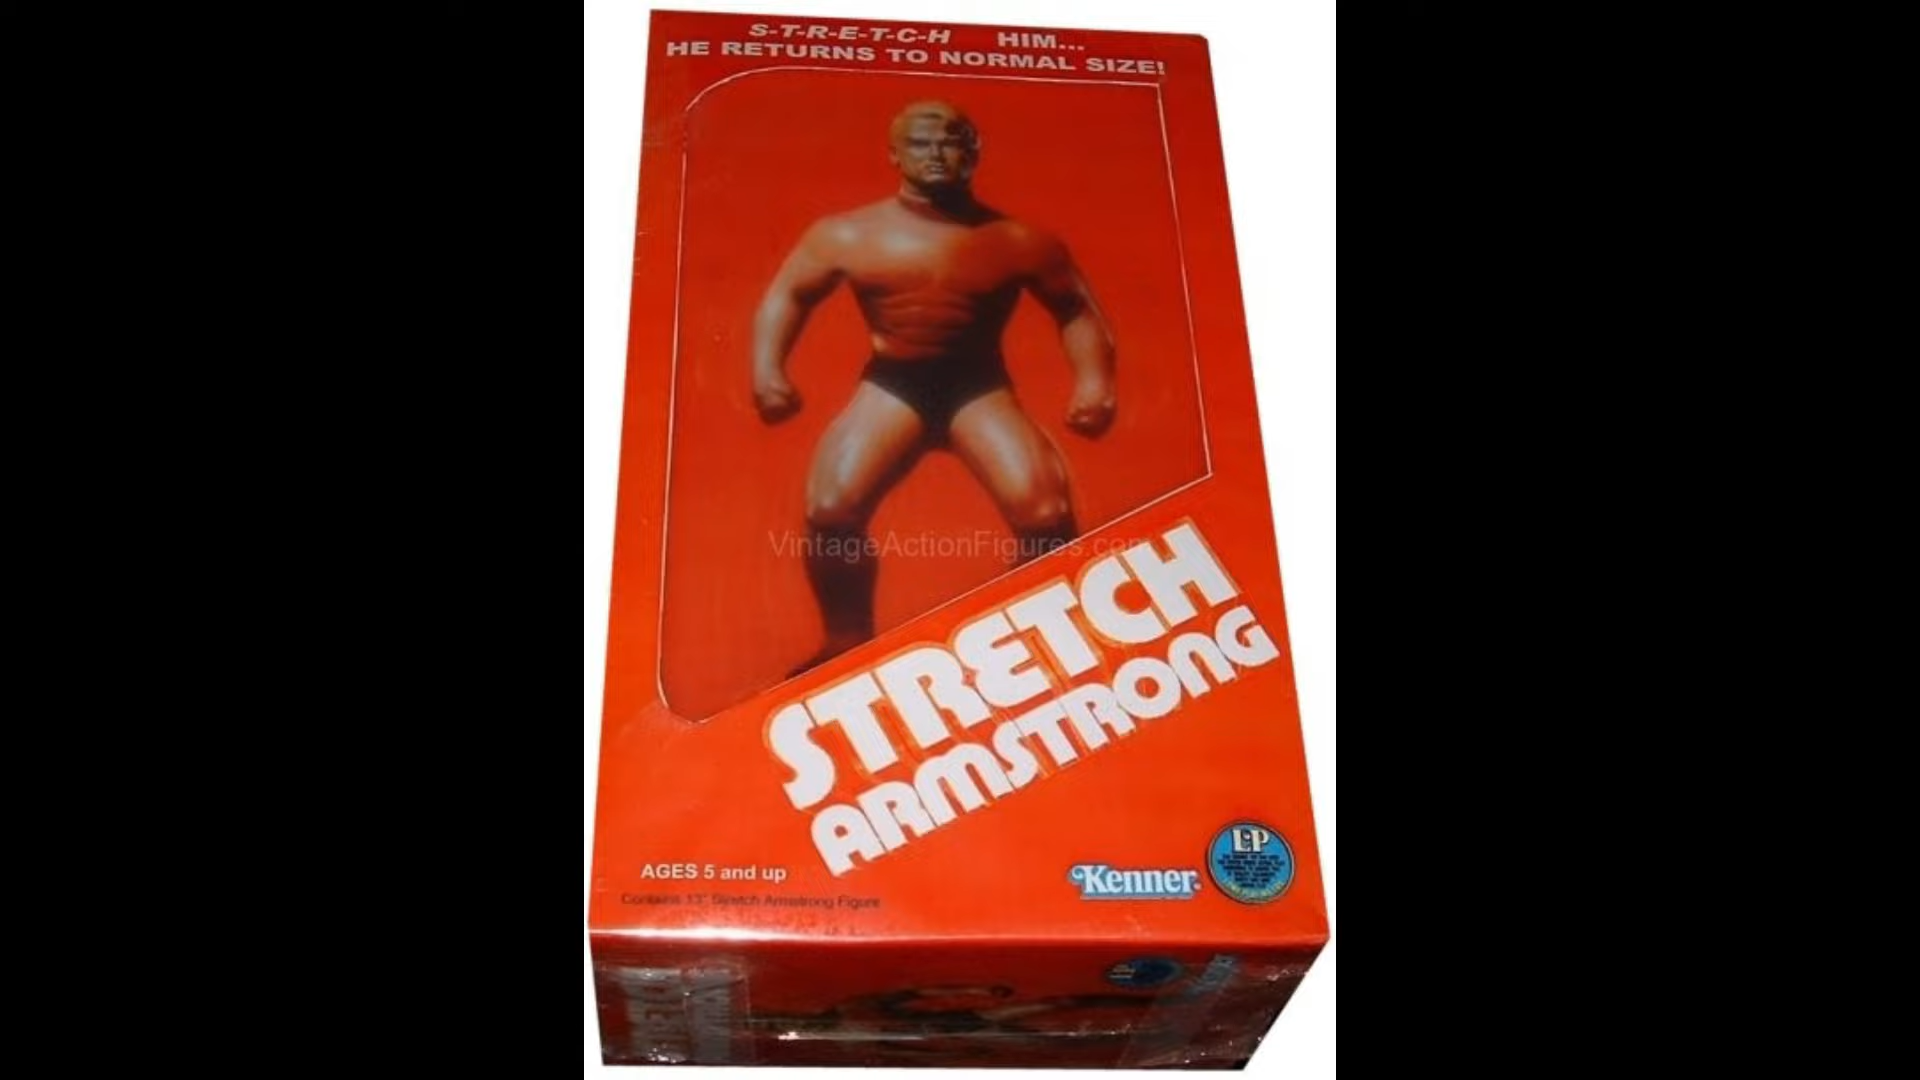 S-T-R-E-T-C-H HIM...
HE RETURNS TO NORMAL SIZE!
VintageActionFigures.com
STRETCH
ARMSTRONG
AGES 5 and up
Kenner
Contains 13" Stretch Armstrong Figure
LP